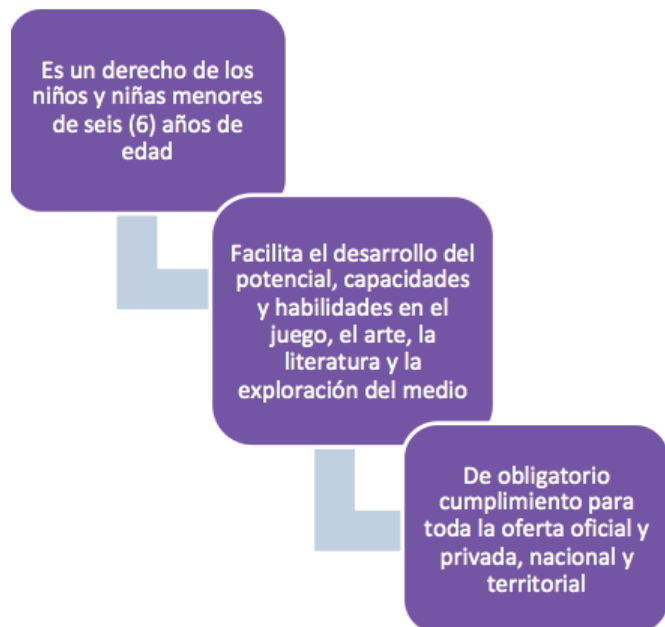 Es un derecho de los
niños y niñas menores
de seis (6) años de
edad
Facilita el desarrollo del
potencial, capacidades
y habilidades en el
juego, el arte, la
literatura y la
exploración del medio
De obligatorio
cumplimiento para
toda la oferta oficial y
privada, nacional y
territorial